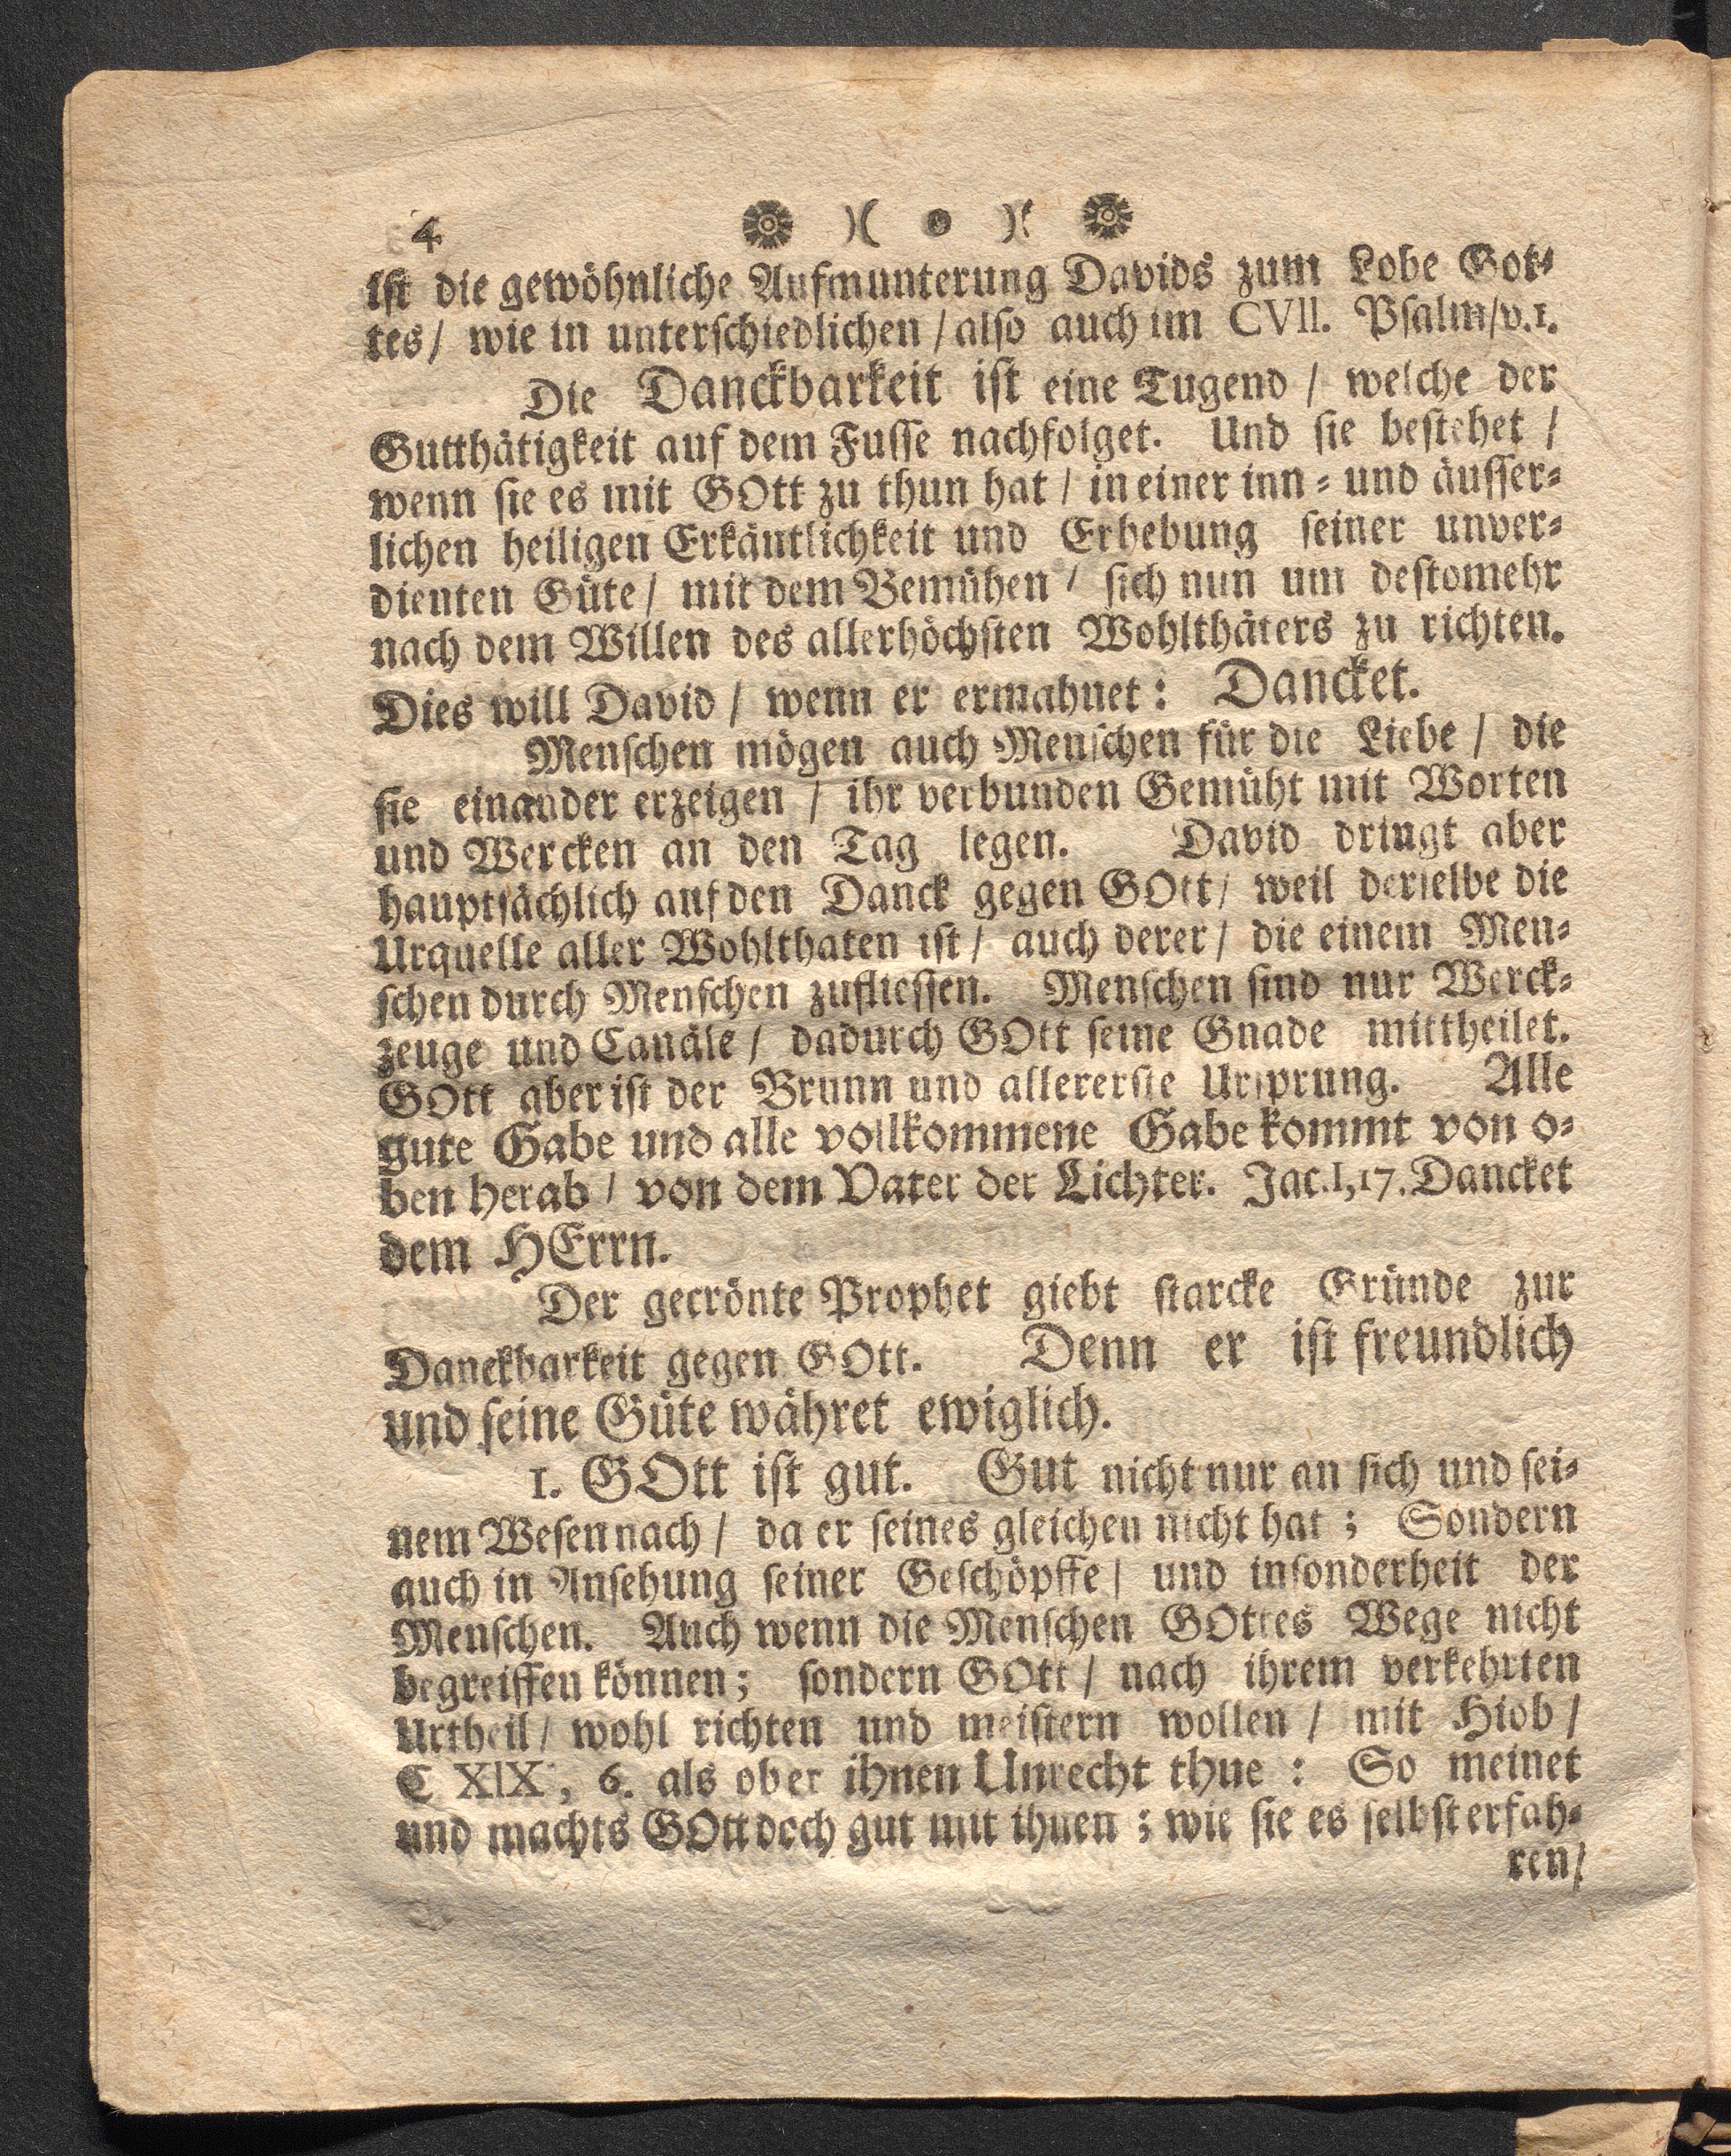 4 )( o )(
ist die gewöhnliche Aufmunterung Davids zum Lobe Got-
tes/ wie in unterschiedlichen / also auch im CVII. Psalm/v.1.
Die Danckbarkeit ist eine Tugend / welche der
Gutthätigkeit auf dem Fusse nachfolget. Und sie bestehet /
wenn sie es mit GOtt zu thun hat / in einer inn- und äusser-
lichen heiligen Erkäntlichkeit und Erhebung seiner unver-
dienten Güte/ mit dem Bemühen / sich nun um destomehr
nach dem Willen des allerhöchsten Wohlthäters zu richten.
Dies will David / wenn er ermahnet: Dancket.
Menschen mögen auch Menschen für die Liebe / die
sie einander erzeigen / ihr verbunden Gemüht mit Worten
und Wercken an den Tag legen. David dringt aber
hauptsächlich auf den Danck gegen GOtt/ weil derselbe die
Urquelle aller Wohlthaten ist/ auch derer/ die einem Men-
schen durch Menschen zufliessen. Menschen sind nur Werck-
zeuge und Canäle / dadurch GOtt seine Gnade mittheilet.
GOtt aber ist der Brunn und allererste Ursprung. Alle
gute Gabe und alle vollkommene Gabe kommt von o-
ben herab / von dem Vater der Lichter. Jac.I,17. Dancket
dem HErrn.
Der gecrönte Prophet giebt starcke Gründe zur
Danckbarkeit gegen GOtt. Denn er ist freundlich
und seine Güte währet ewiglich.
1. GOtt ist gut. Gut nicht nur an sich und sei-
nem Wesen nach / da er seines gleichen nicht hat; Sondern
auch in Ansehung seiner Geschöpffe / und insonderheit der
Menschen. Auch wenn die Menschen GOttes Wege nicht
begreiffen können; sondern GOtt / nach ihrem verkehrten
Urtheil/ wohl richten und meistern wollen / mit Hiob /
C XIX, 6. als ob er ihnen Unrecht thue : So meinet
und machts GOtt doch gut mit ihnen ; wie sie es selbst erfah-
ren/